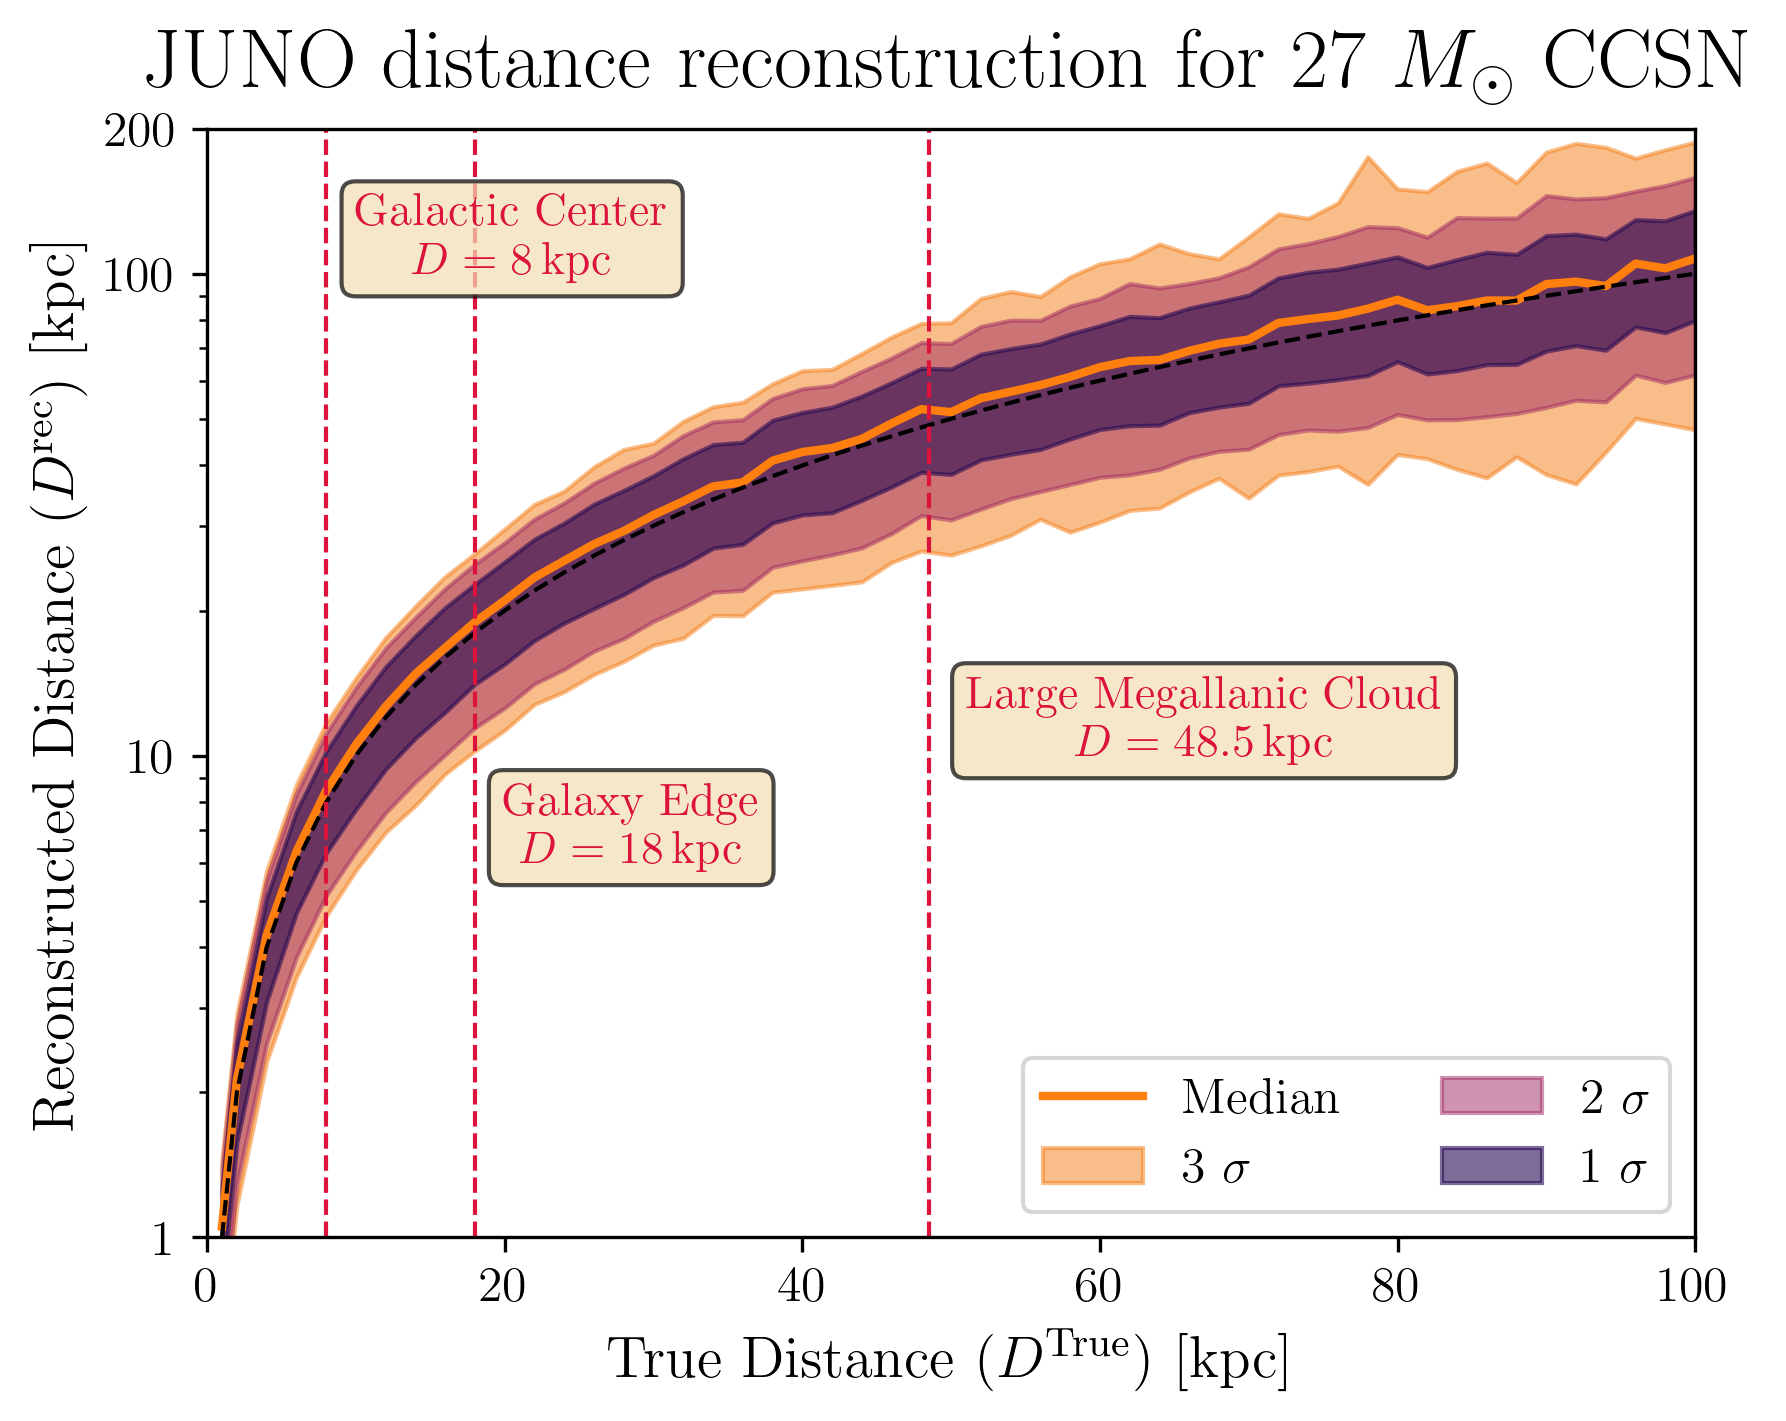 JUNO distance reconstruction for 27 M⊙ CCSN
Reconstructed Distance (D^rec) [kpc]
200
100
10
1
Galactic Center
D = 8 kpc
Large Megallanic Cloud
D = 48.5 kpc
Galaxy Edge
D = 18 kpc
Median
3 σ
2 σ
1 σ
0 20 40 60 80 100
True Distance (D^True) [kpc]